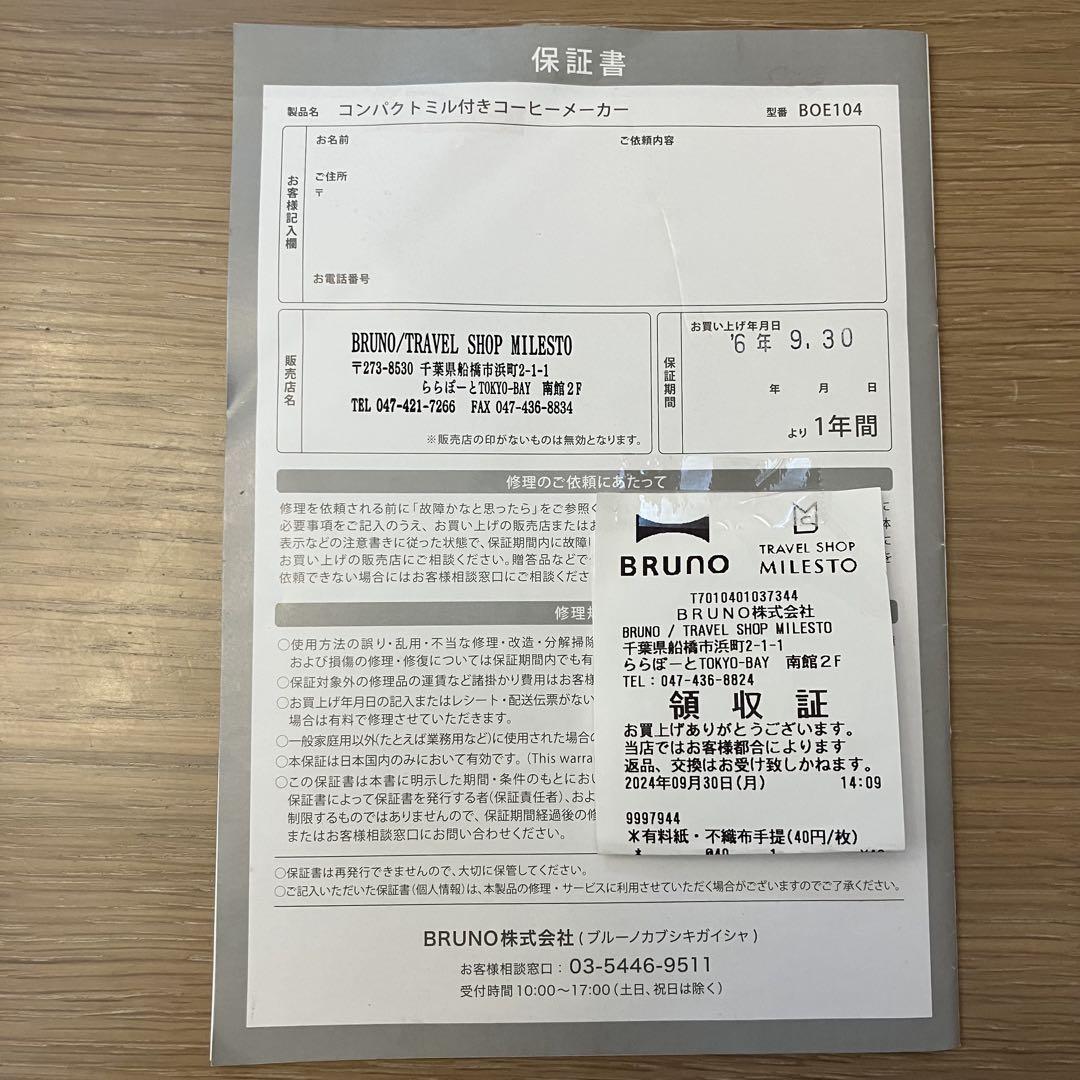 保証書
製品名 コンパクトミル付きコーヒーメーカー 型番 BOE104
お客様記入欄
お名前 ご依頼内容
ご住所
〒
お電話番号
販売店名
BRUNO/TRAVEL SHOP MILESTO
〒273-8530 千葉県船橋市浜町2-1-1
ららぽーとTOKYO-BAY 南館2F
TEL 047-421-7266 FAX 047-436-8834
※販売店の印がないものは無効となります。
保証期間
お買い上げ年月日
'6年 9.30
年 月 日
より 1年間
修理のご依頼にあたって
修理を依頼される前に「故障かなと思ったら」をご参照く
必要事項をご記入のうえ、お買い上げの販売店またはお
表示などの注意書きに従った状態で、保証期間内に故障
お買い上げの販売店にご相談ください。贈答品などで
依頼できない場合にはお客様相談窓口にご相談くださ
修理規
○使用方法の誤り・乱用・不当な修理・改造・分解掃除
および損傷の修理・修復については保証期間内でも有
○保証対象外の修理品の運賃など諸掛かり費用はお客様
○お買上げ年月日の記入またはレシート・配送伝票がない
場合は有料で修理させていただきます。
○一般家庭用以外(たとえば業務用など)に使用された場合の
○本保証は日本国内のみにおいて有効です。(This warra
○この保証書は本書に明示した期間・条件のもとにおい
保証書によって保証書を発行する者(保証責任者)、およ
制限するものではありませんので、保証期間経過後の修
またはお客様相談窓口にお問い合わせください。
○保証書は再発行できませんので、大切に保管してください。
○ご記入いただいた保証書(個人情報)は、本製品の修理・サービスに利用させていただく場合がございますのでご了承ください。
BRUNO株式会社(ブルーノカブシキガイシャ)
お客様相談窓口: 03-5446-9511
受付時間10:00〜17:00(土日、祝日は除く)
BRUNO TRAVEL SHOP MILESTO
T7010401037344
BRUNO株式会社
BRUNO / TRAVEL SHOP MILESTO
千葉県船橋市浜町2-1-1
ららぽーとTOKYO-BAY 南館2F
TEL:047-436-8824
領収証
お買上げありがとうございます。
当店ではお客様都合によります
返品、交換はお受け致しかねます。
2024年09月30日(月) 14:09
9997944
*有料紙・不織布手提(40円/枚)